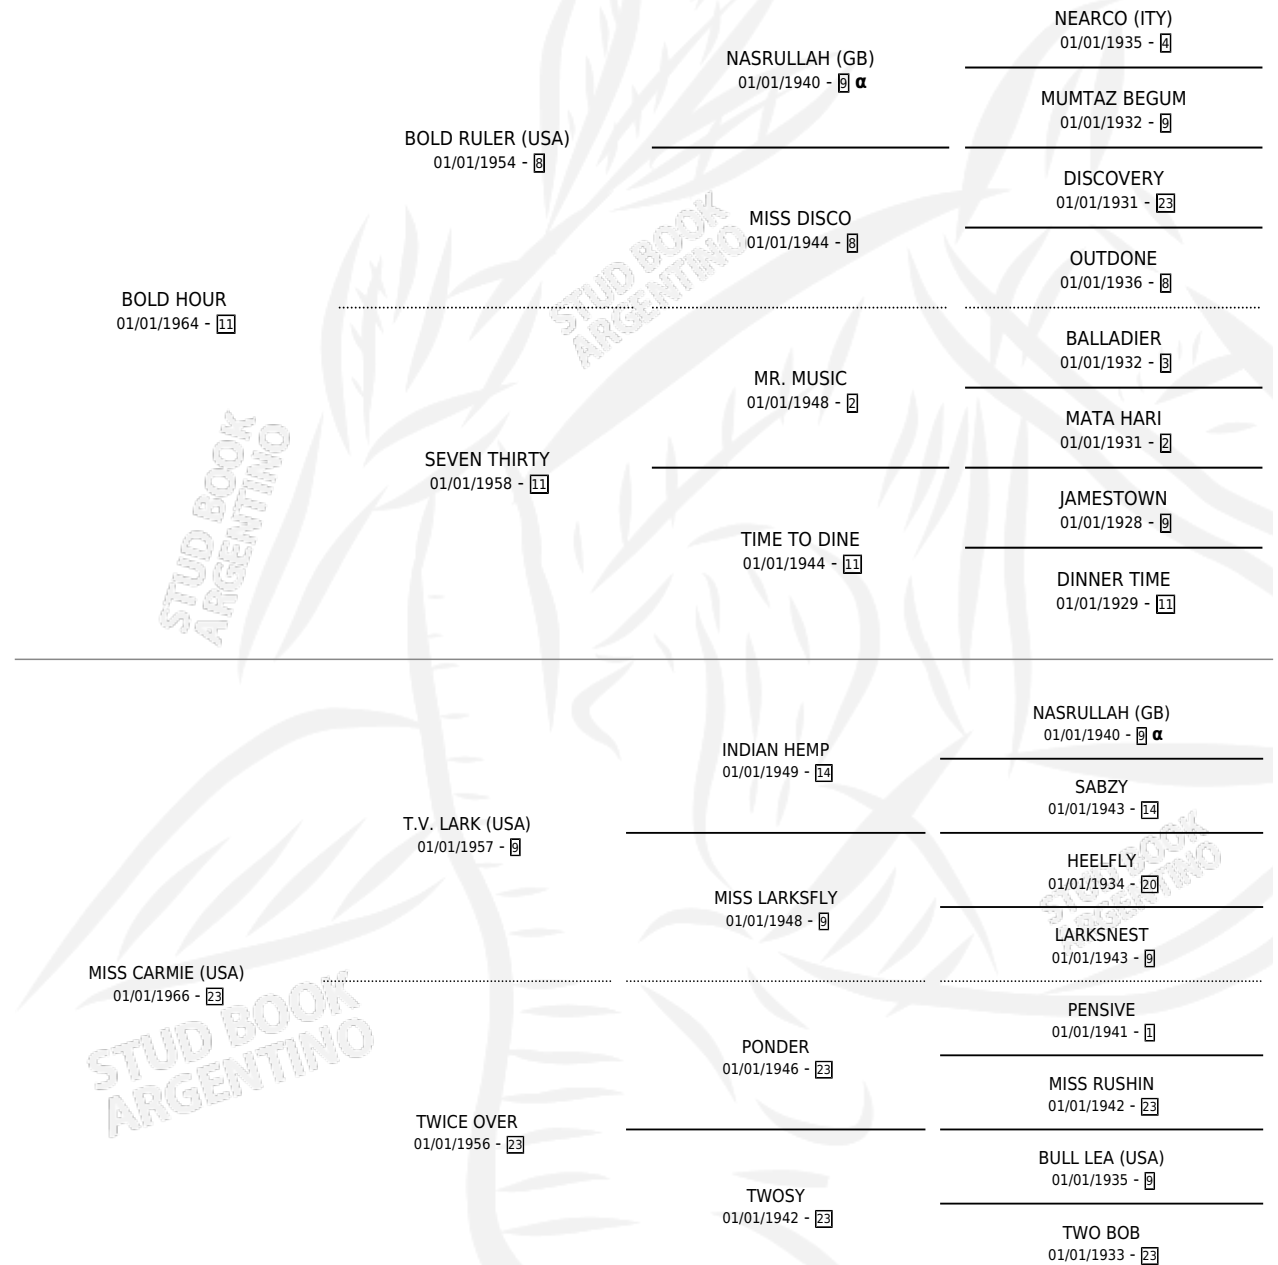 NEARCO (ITY)
01/01/1935 - 4
NASRULLAH (GB)
01/01/1940 - 9 α
MUMTAZ BEGUM
01/01/1932 - 9
BOLD RULER (USA)
01/01/1954 - 8
DISCOVERY
01/01/1931 - 23
MISS DISCO
01/01/1944 - 8
OUTDONE
01/01/1936 - 8
BOLD HOUR
01/01/1964 - 11
BALLADIER
01/01/1932 - 3
MR. MUSIC
01/01/1948 - 2
MATA HARI
01/01/1931 - 2
SEVEN THIRTY
01/01/1958 - 11
JAMESTOWN
01/01/1928 - 9
TIME TO DINE
01/01/1944 - 11
DINNER TIME
01/01/1929 - 11
NASRULLAH (GB)
01/01/1940 - 9 α
INDIAN HEMP
01/01/1949 - 14
SABZY
01/01/1943 - 14
T.V. LARK (USA)
01/01/1957 - 9
HEELFLY
01/01/1934 - 20
MISS LARKSFLY
01/01/1948 - 9
LARKSNEST
01/01/1943 - 9
MISS CARMIE (USA)
01/01/1966 - 23
PENSIVE
01/01/1941 - 1
PONDER
01/01/1946 - 23
MISS RUSHIN
01/01/1942 - 23
TWICE OVER
01/01/1956 - 23
BULL LEA (USA)
01/01/1935 - 9
TWOSY
01/01/1942 - 23
TWO BOB
01/01/1933 - 23
STUD BOOK
ARGENTINO
STUD BOOK
ARGENTINO
STUD BOOK
ARGENTINO
STUD BOOK
ARGENTINO